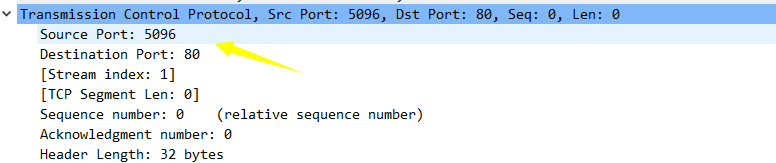 Transmission Control Protocol, Src Port: 5096, Dst Port: 80, Seq: 0, Len: 0
Source Port: 5096
Destination Port: 80
[Stream index: 1]
[TCP Segment Len: 0]
Sequence number: 0    (relative sequence number)
Acknowledgment number: 0
Header Length: 32 bytes